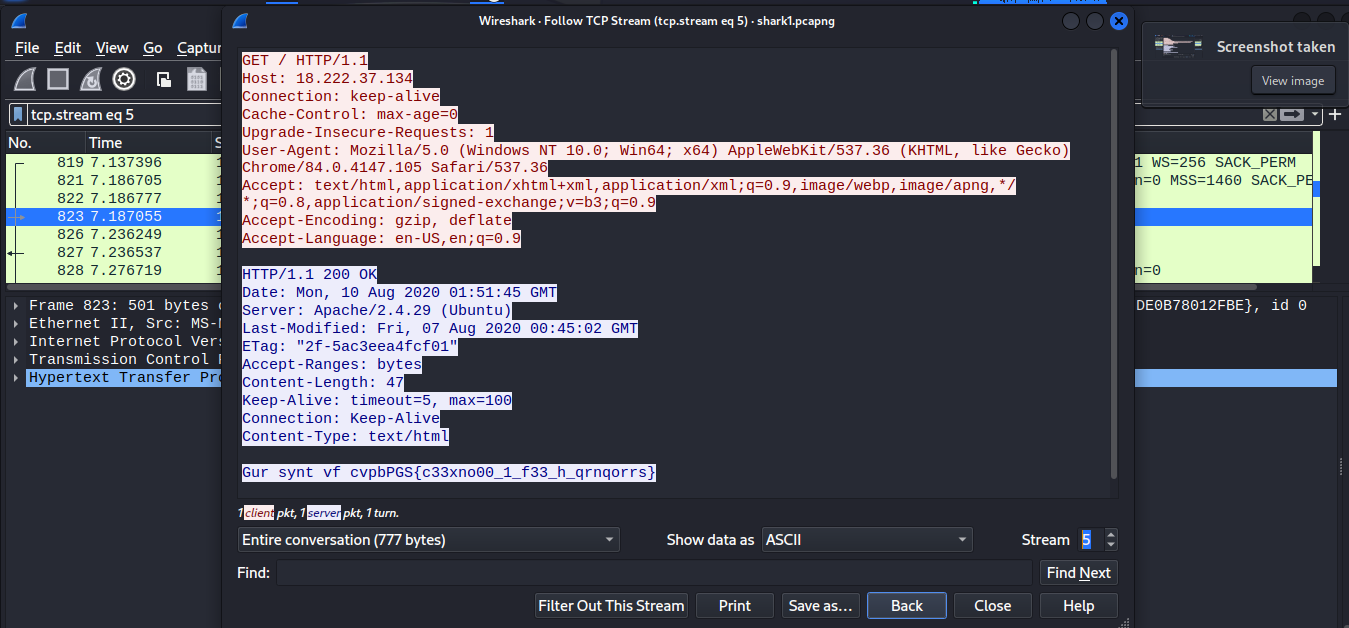 Wireshark · Follow TCP Stream (tcp.stream eq 5) · shark1.pcapng
Screenshot taken
View image
File Edit View Go Captur
tcp.stream eq 5
No. Time
819 7.137396
821 7.186705
822 7.186777
823 7.187055
826 7.236249
827 7.236537
828 7.276719
1 WS=256 SACK_PERM
n=0 MSS=1460 SACK_PE
n=0
Frame 823: 501 bytes
DE0B78012FBE}, id 0
Ethernet II, Src: MS-
Internet Protocol Vers
Transmission Control
Hypertext Transfer Pro
GET / HTTP/1.1
Host: 18.222.37.134
Connection: keep-alive
Cache-Control: max-age=0
Upgrade-Insecure-Requests: 1
User-Agent: Mozilla/5.0 (Windows NT 10.0; Win64; x64) AppleWebKit/537.36 (KHTML, like Gecko)
Chrome/84.0.4147.105 Safari/537.36
Accept: text/html,application/xhtml+xml,application/xml;q=0.9,image/webp,image/apng,*/
*;q=0.8,application/signed-exchange;v=b3;q=0.9
Accept-Encoding: gzip, deflate
Accept-Language: en-US,en;q=0.9
HTTP/1.1 200 OK
Date: Mon, 10 Aug 2020 01:51:45 GMT
Server: Apache/2.4.29 (Ubuntu)
Last-Modified: Fri, 07 Aug 2020 00:45:02 GMT
ETag: "2f-5ac3eea4fcf01"
Accept-Ranges: bytes
Content-Length: 47
Keep-Alive: timeout=5, max=100
Connection: Keep-Alive
Content-Type: text/html
Gur synt vf cvpbPGS{c33xno00_1_f33_h_qrnqorrs}
1 client pkt, 1 server pkt, 1 turn.
Entire conversation (777 bytes)
Show data as ASCII
Stream 5
Find:
Find Next
Filter Out This Stream
Print
Save as…
Back
Close
Help